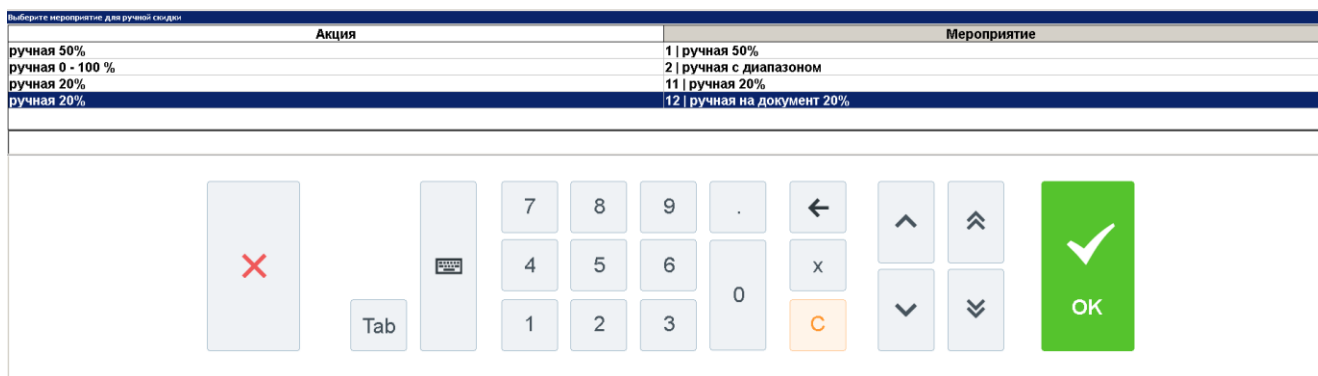 Выберите мероприятие для ручной скидки
Акция Мероприятие
ручная 50% 1 | ручная 50%
ручная 0 - 100 % 2 | ручная с диапазоном
ручная 20% 11 | ручная 20%
ручная 20% 12 | ручная на документ 20%
7 8 9 .
4 5 6 x
0
OK
Tab 1 2 3 C